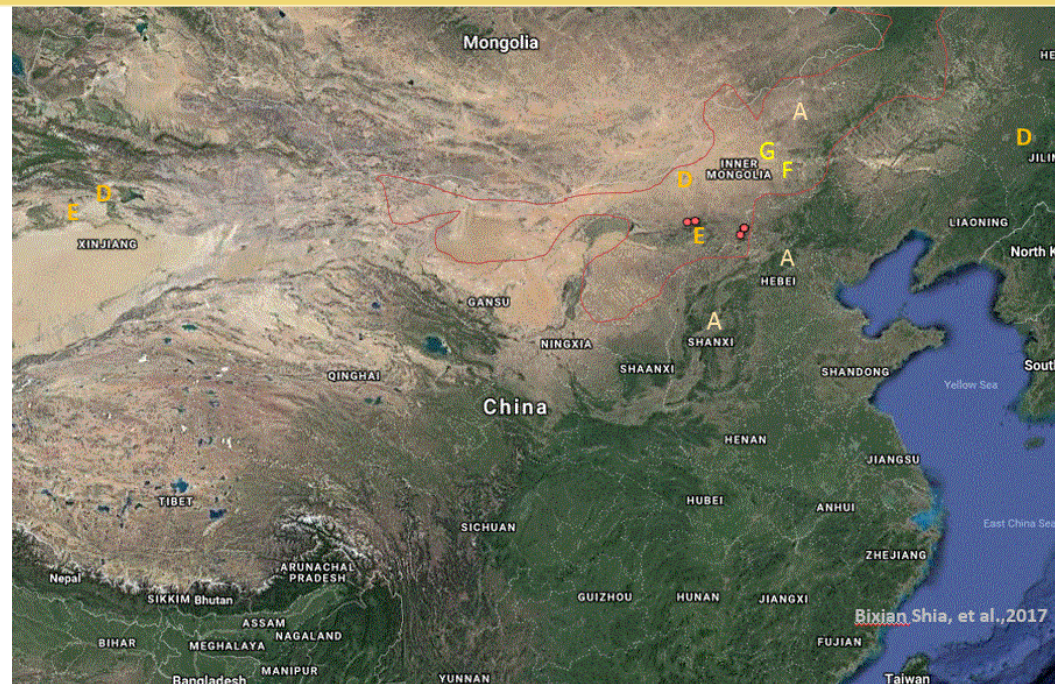 Mongolia
HE
A
D
JILIN
G
INNER
MONGOLIA
F
D
D
E
XINJIANG
E
LIAONING
North K
A
HEBEI
GANSU
A
SHANXI
NINGXIA
SHAANXI
SHANDONG
South
QINGHAI
Yellow Sea
China
HENAN
JIANGSU
TIBET
HUBEI
ANHUI
SICHUAN
East China Sea
ZHEJIANG
ARUNACHAL
PRADESH
Nepal
SIKKIM Bhutan
GUIZHOU
HUNAN
JIANGXI
ASSAM
NAGALAND
Bixian Shia, et al.,2017
BIHAR
MEGHALAYA
FUJIAN
MANIPUR
Bangladesh
YUNNAN
Taiwan